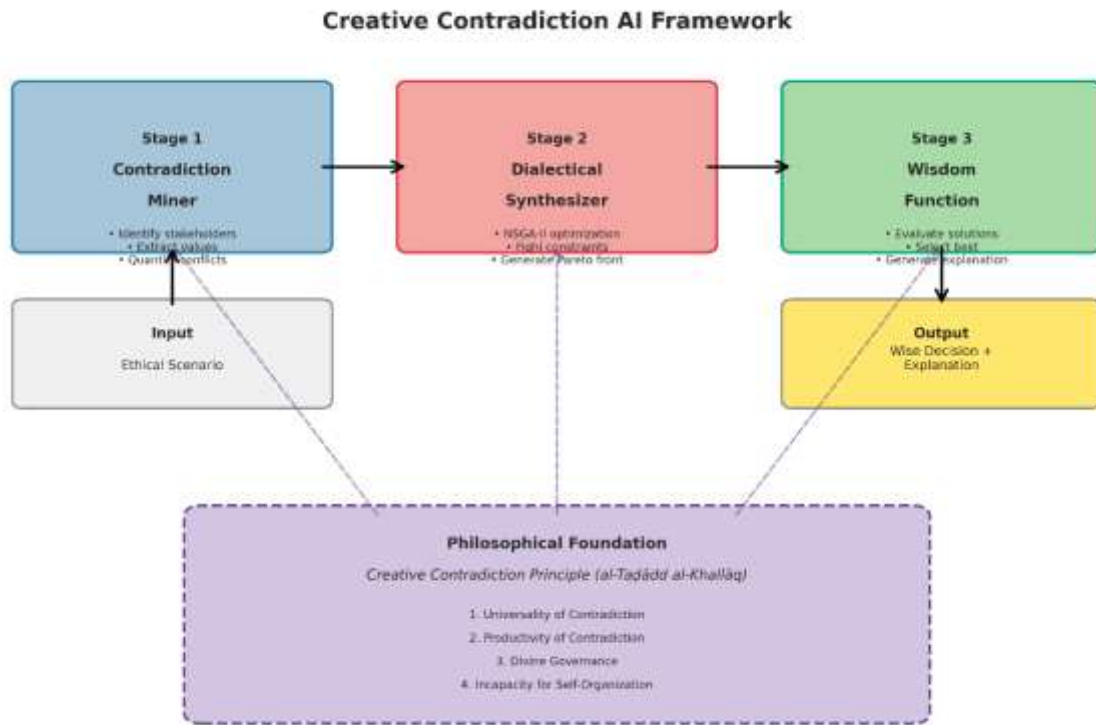 Creative Contradiction AI Framework
Stage 1
Contradiction
Miner
• Identify stakeholders
• Extract values
• Quantify conflicts
Stage 2
Dialectical
Synthesizer
• NSGA-II optimization
• Fiqhi constraints
• Generate Pareto front
Stage 3
Wisdom
Function
• Evaluate solutions
• Select best
• Generate explanation
Input
Ethical Scenario
Output
Wise Decision +
Explanation
Philosophical Foundation
Creative Contradiction Principle (al-Taḍādd al-Khallāq)
1. Universality of Contradiction
2. Productivity of Contradiction
3. Divine Governance
4. Incapacity for Self-Organization